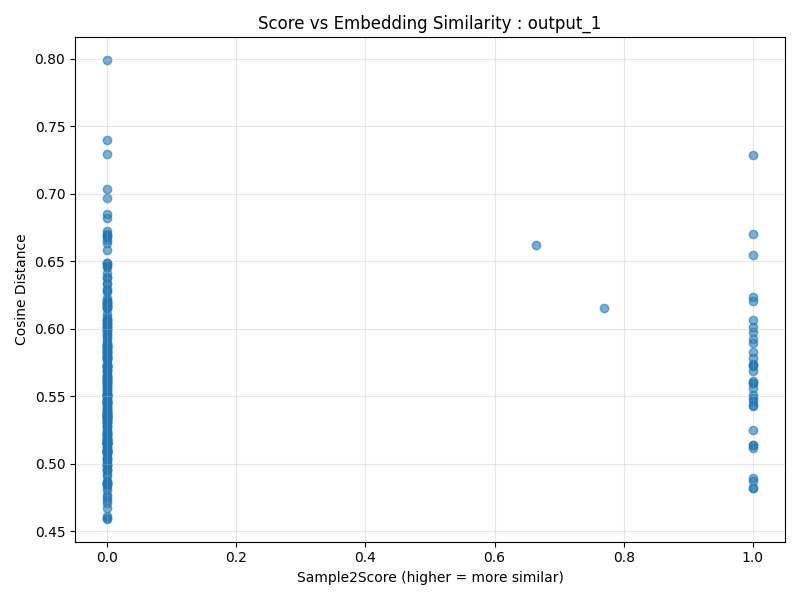 Score vs Embedding Similarity : output_1
Cosine Distance
0.80
0.75
0.70
0.65
0.60
0.55
0.50
0.45
0.0 0.2 0.4 0.6 0.8 1.0
Sample2Score (higher = more similar)